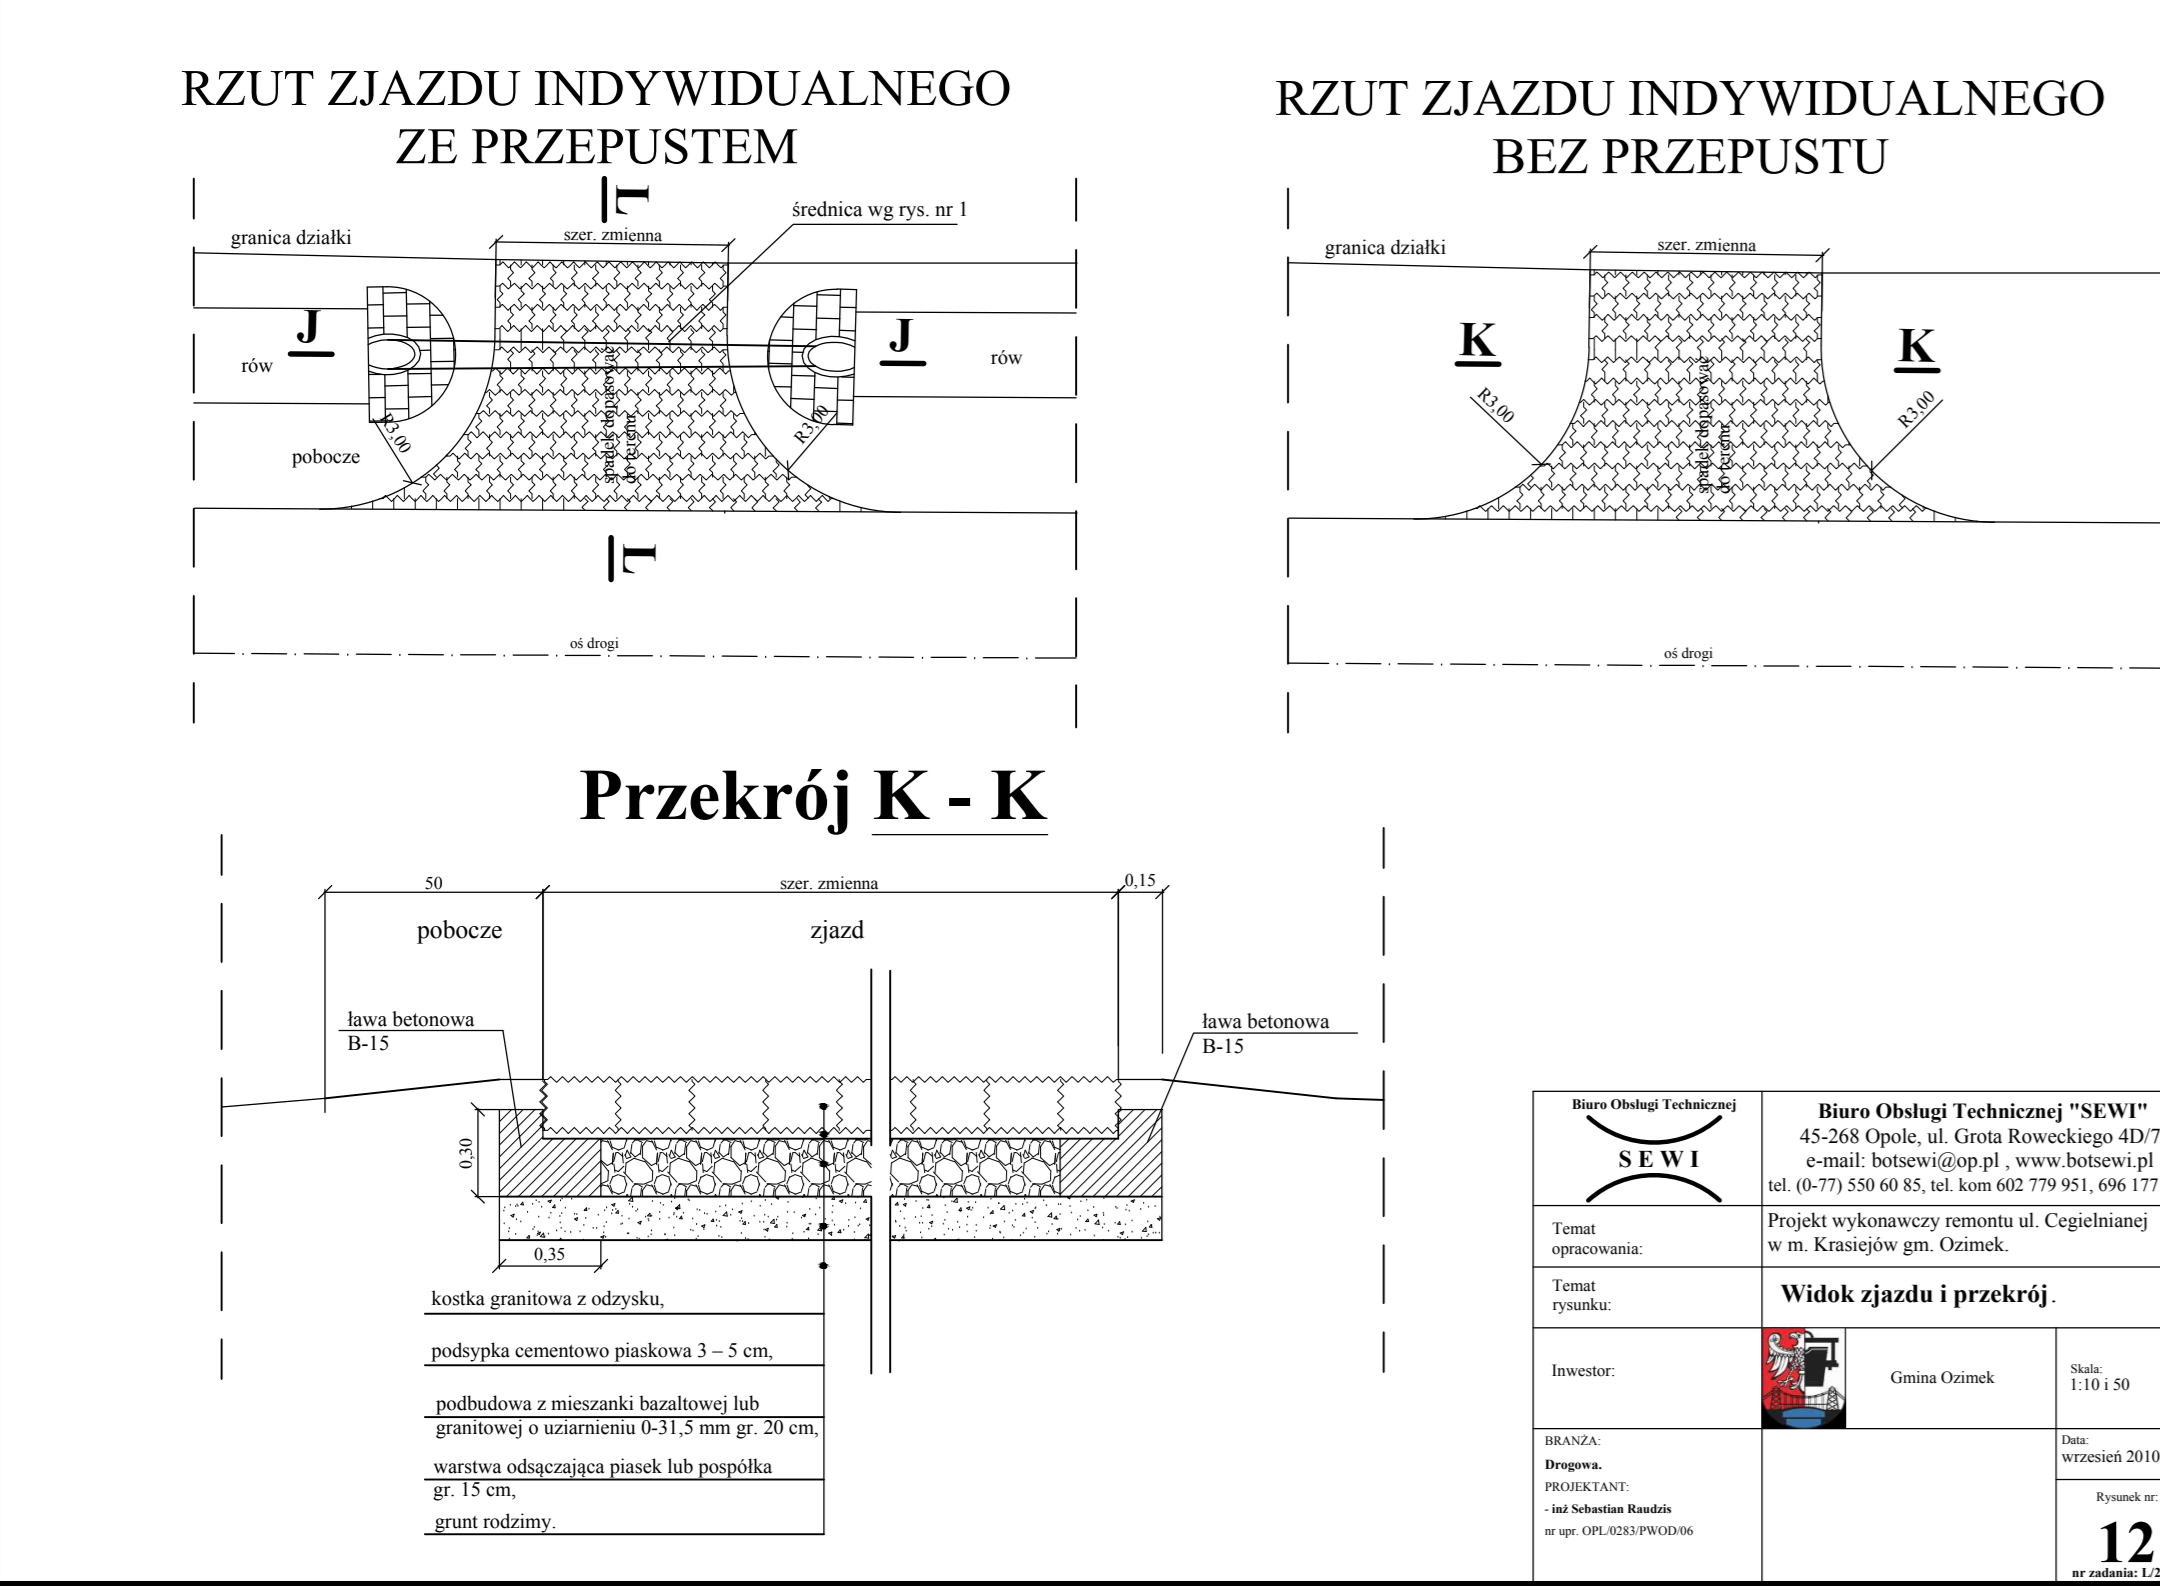 RZUT ZJAZDU INDYWIDUALNEGO
ZE PRZEPUSTEM
L
średnica wg rys. nr 1
granica działki
szer. zmienna
J
J
rów
rów
R3,00
R3,00
spadek dopasować
do terenu
pobocze
L
oś drogi
RZUT ZJAZDU INDYWIDUALNEGO
BEZ PRZEPUSTU
granica działki
szer. zmienna
K
K
R3,00
R3,00
spadek dopasować
do terenu
oś drogi
Przekrój K - K
50
szer. zmienna
0,15
pobocze
zjazd
ława betonowa
B-15
ława betonowa
B-15
0,30
0,35
kostka granitowa z odzysku,
podsypka cementowo piaskowa 3 – 5 cm,
podbudowa z mieszanki bazaltowej lub
granitowej o uziarnieniu 0-31,5 mm gr. 20 cm,
warstwa odsączająca piasek lub pospółka
gr. 15 cm,
grunt rodzimy.
Biuro Obsługi Technicznej
S E W I
Biuro Obsługi Technicznej "SEWI"
45-268 Opole, ul. Grota Roweckiego 4D/7
e-mail: botsewi@op.pl , www.botsewi.pl
tel. (0-77) 550 60 85, tel. kom 602 779 951, 696 177
Temat
opracowania:
Projekt wykonawczy remontu ul. Cegielnianej
w m. Krasiejów gm. Ozimek.
Temat
rysunku:
Widok zjazdu i przekrój.
Inwestor:
Gmina Ozimek
Skala:
1:10 i 50
BRANŻA:
Drogowa.
PROJEKTANT:
- inż Sebastian Raudzis
nr upr. OPL/0283/PWOD/06
Data:
wrzesień 2010
Rysunek nr:
12
nr zadania: L/2